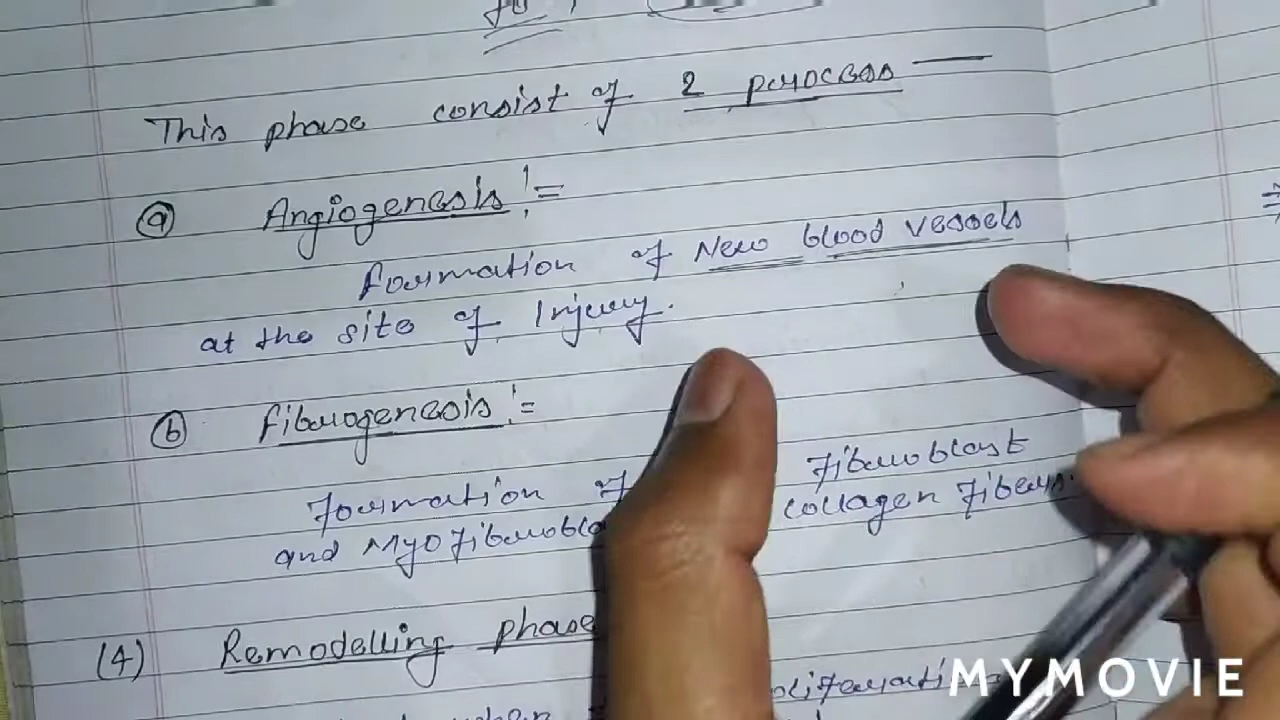 This phase consist of 2 process —
(a) Angiogenesis :=
formation of New blood vessels
at the site of Injury.
(b) fibrogenesis :=
formation of fibroblast
and Myofibrobla collagen fibers.
(4) Remodelling phase
MYMOVIE